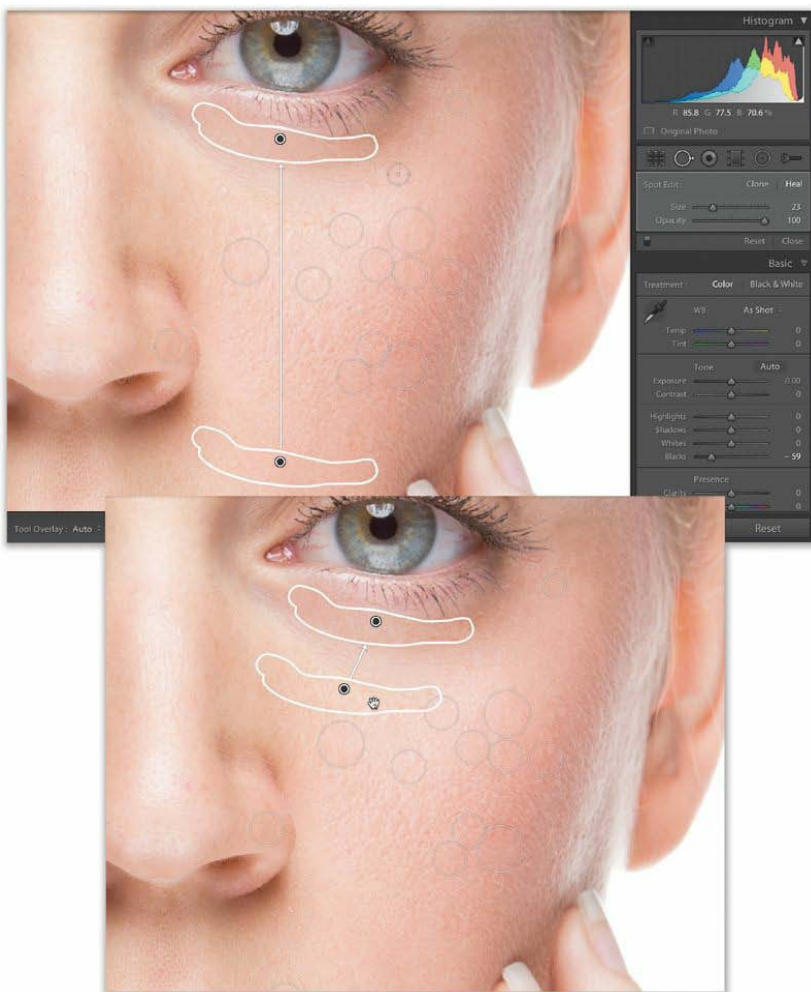 Histogram
R 85.8 G 77.5 B 70.6 %
Original Photo
Spot Edit: Clone Heal
Size 23
Opacity 100
Reset Close
Basic
Treatment Color Black & White
WB As Shot
Temp 0
Tint 0
Tone Auto
Exposure 0.00
Contrast 0
Highlights 0
Shadows 0
Whites 0
Blacks - 59
Presence
Clarity 0
0
Tool Overlay: Auto
Reset